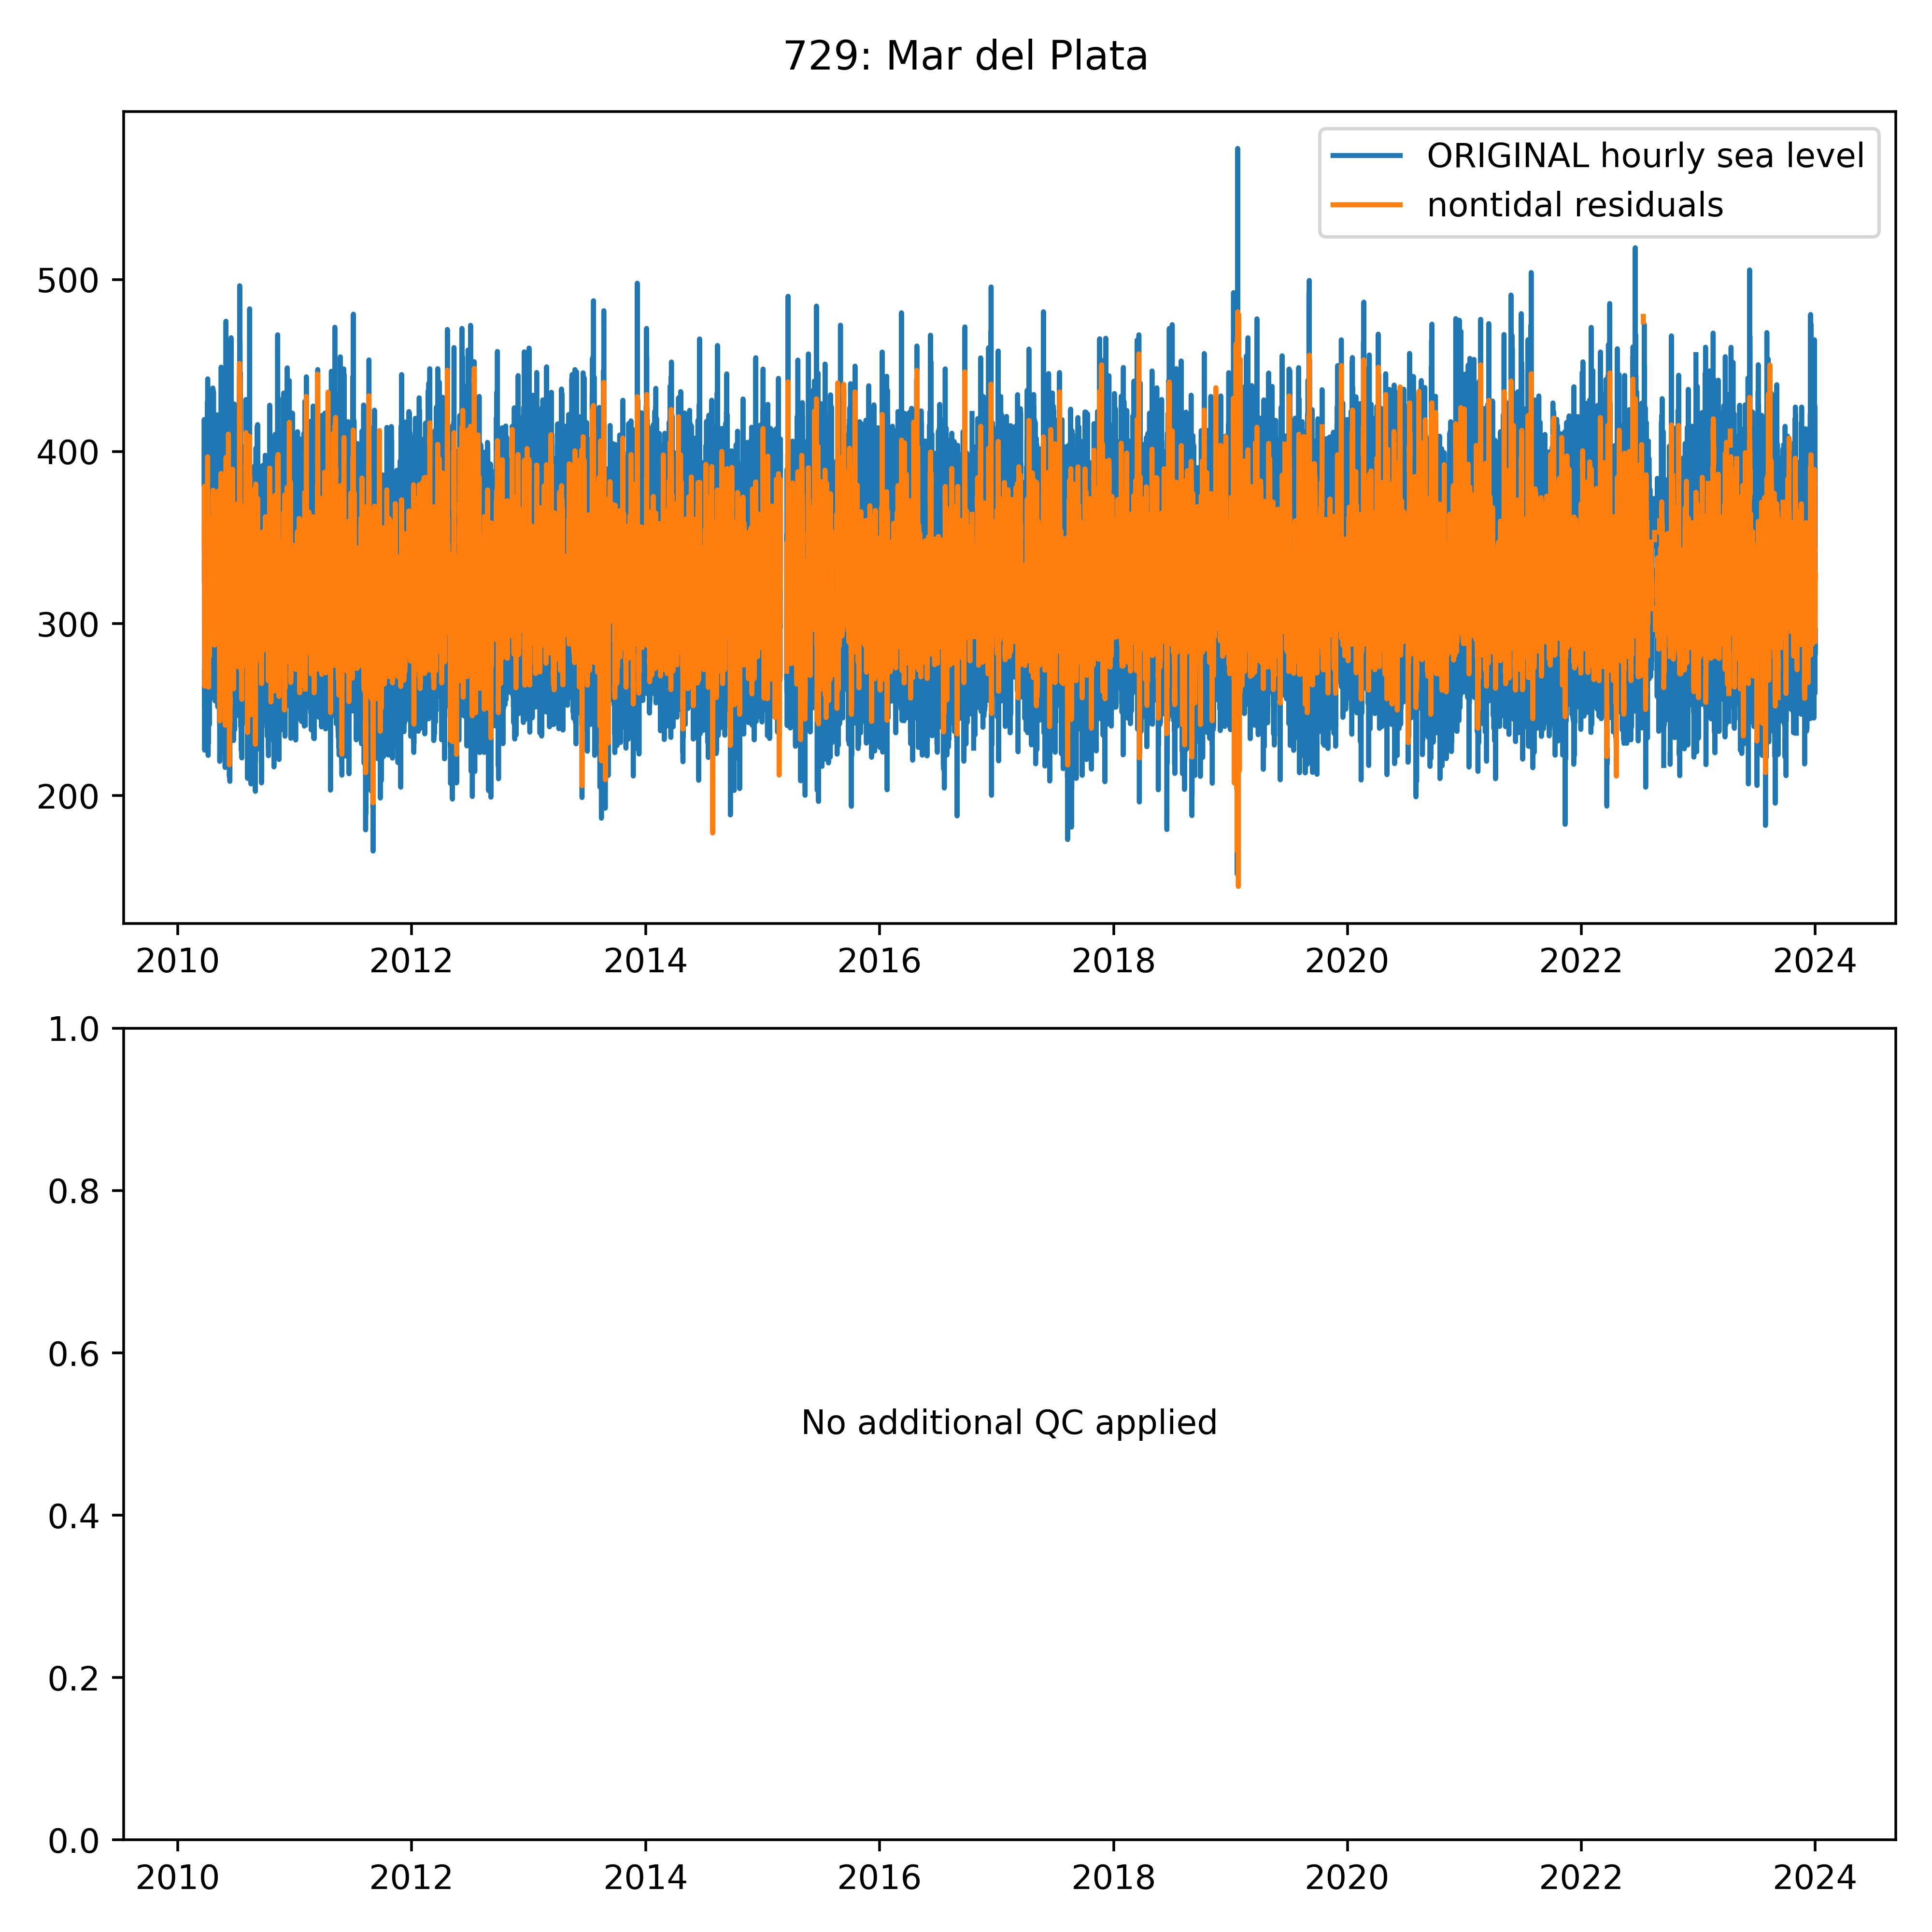 729: Mar del Plata
ORIGINAL hourly sea level
nontidal residuals
500
400
300
200
2010 2012 2014 2016 2018 2020 2022 2024
1.0
0.8
0.6
No additional QC applied
0.4
0.2
0.0
2010 2012 2014 2016 2018 2020 2022 2024